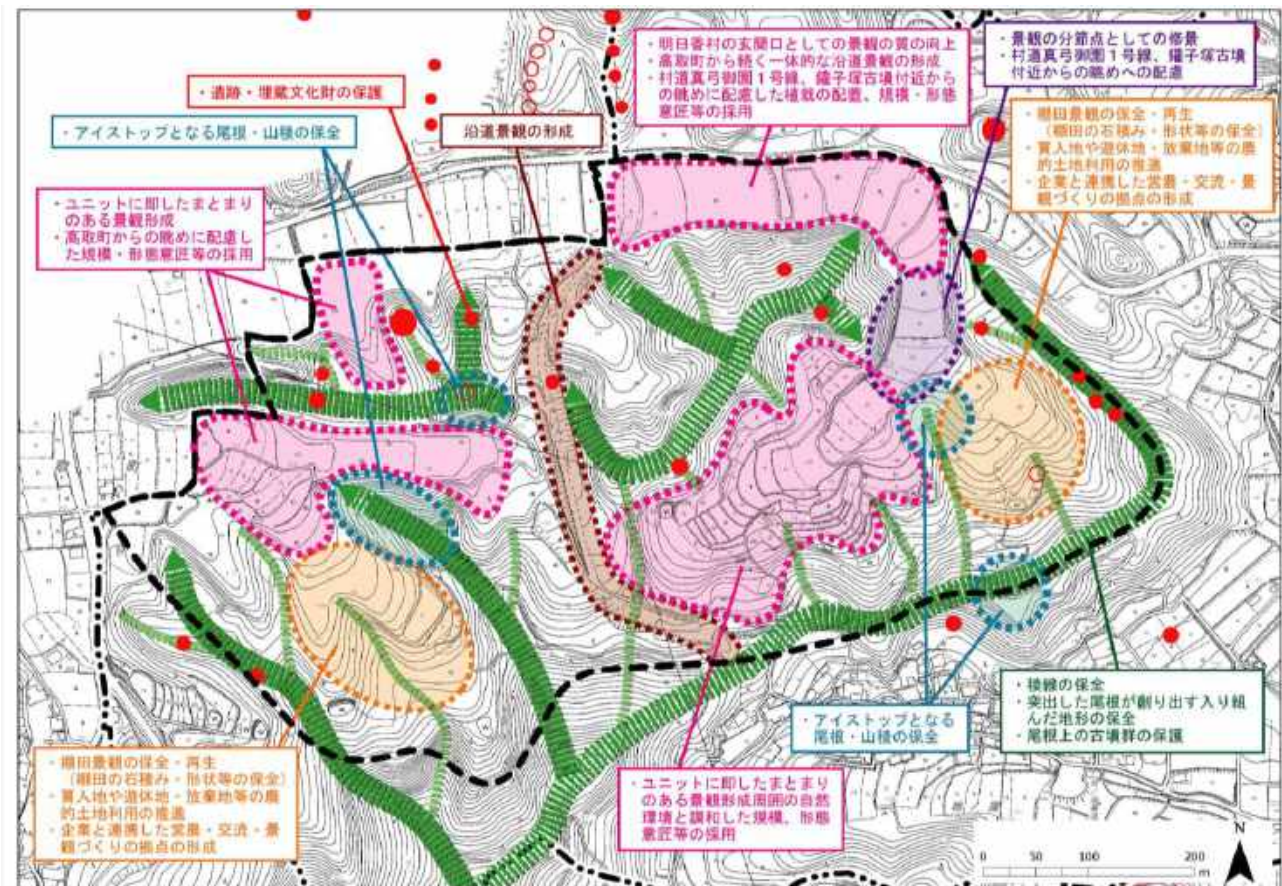 ・遺跡・埋蔵文化財の保護
・アイストップとなる尾根・山稜の保全
沿道景観の形成
・明日香村の玄関口としての景観の質の向上
・高取町から続く一体的な沿道景観の形成
・村道真弓御園1号線、鑵子塚古墳付近から
の眺めに配慮した植栽の配置、規模・形態
意匠等の採用
・景観の分節点としての修景
・村道真弓御園1号線、鑵子塚古墳
付近からの眺めへの配慮
・棚田景観の保全・再生
（棚田の石積み・形状等の保全）
・買入地や遊休地・放棄地等の農
的土地利用の推進
・企業と連携した営農・交流・景
観づくりの拠点の形成
・ユニットに即したまとまり
のある景観形成
・高取町からの眺めに配慮し
た規模・形態意匠等の採用
・稜線の保全
・突出した尾根が創り出す入り組
んだ地形の保全
・尾根上の古墳群の保護
・アイストップとなる
尾根・山稜の保全
・棚田景観の保全・再生
（棚田の石積み・形状等の保全）
・買入地や遊休地・放棄地等の農
的土地利用の推進
・企業と連携した営農・交流・景
観づくりの拠点の形成
・ユニットに即したまとまり
のある景観形成周囲の自然
環境と調和した規模、形態
意匠等の採用
N
0 50 100 200
m